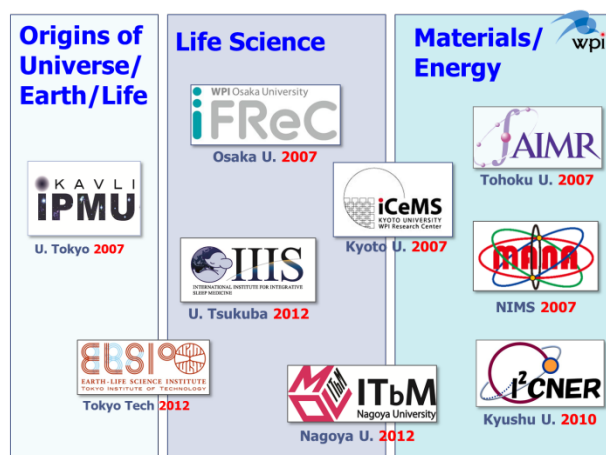 Origins of
Universe/
Earth/Life
KAVLI
IPMU
U. Tokyo 2007
ELSI
EARTH-LIFE SCIENCE INSTITUTE
TOKYO INSTITUTE OF TECHNOLOGY
Tokyo Tech 2012
Life Science
WPI Osaka University
iFReC
Osaka U. 2007
iCeMS
KYOTO UNIVERSITY
WPI Research Center
Kyoto U. 2007
IIIS
INTERNATIONAL INSTITUTE FOR INTEGRATIVE
SLEEP MEDICINE
U. Tsukuba 2012
ITbM
Nagoya University
Nagoya U. 2012
Materials/
Energy
wpi
AIMR
Tohoku U. 2007
MANA
NIMS 2007
I²CNER
Kyushu U. 2010